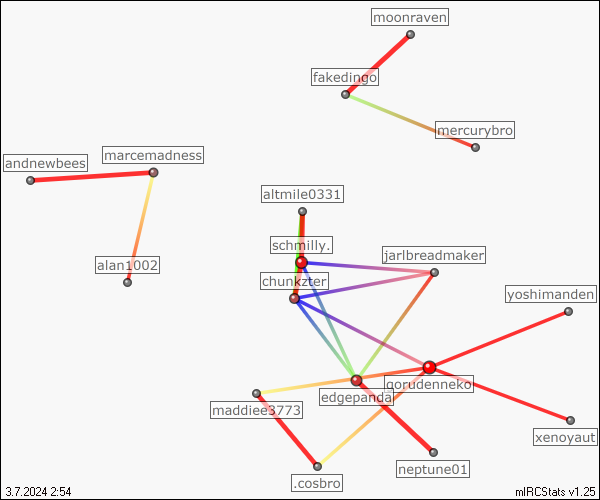 moonraven
fakedingo
mercurybro
marcemadness
andnewbees
altmile0331
schmilly.
jarlbreadmaker
alan1002
chunkzter
yoshimanden
qorudenneko
edgepanda
maddiee3773
xenoyaut
neptune01
.cosbro
3.7.2024 2:54
mIRCStats v1.25